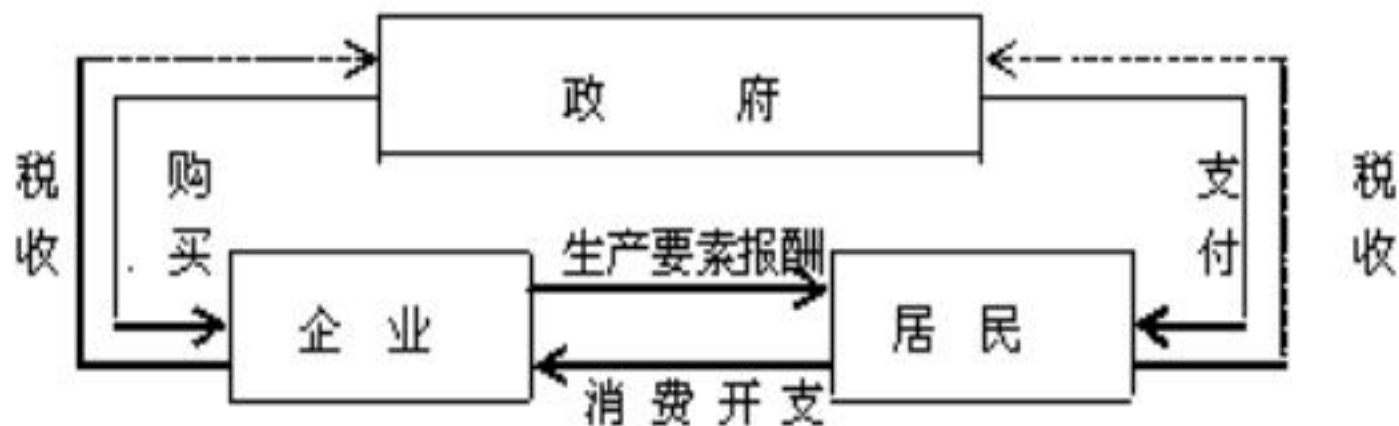 政 府
税收
购买
支付
税收
生产要素报酬
企 业
居 民
消 费 开 支